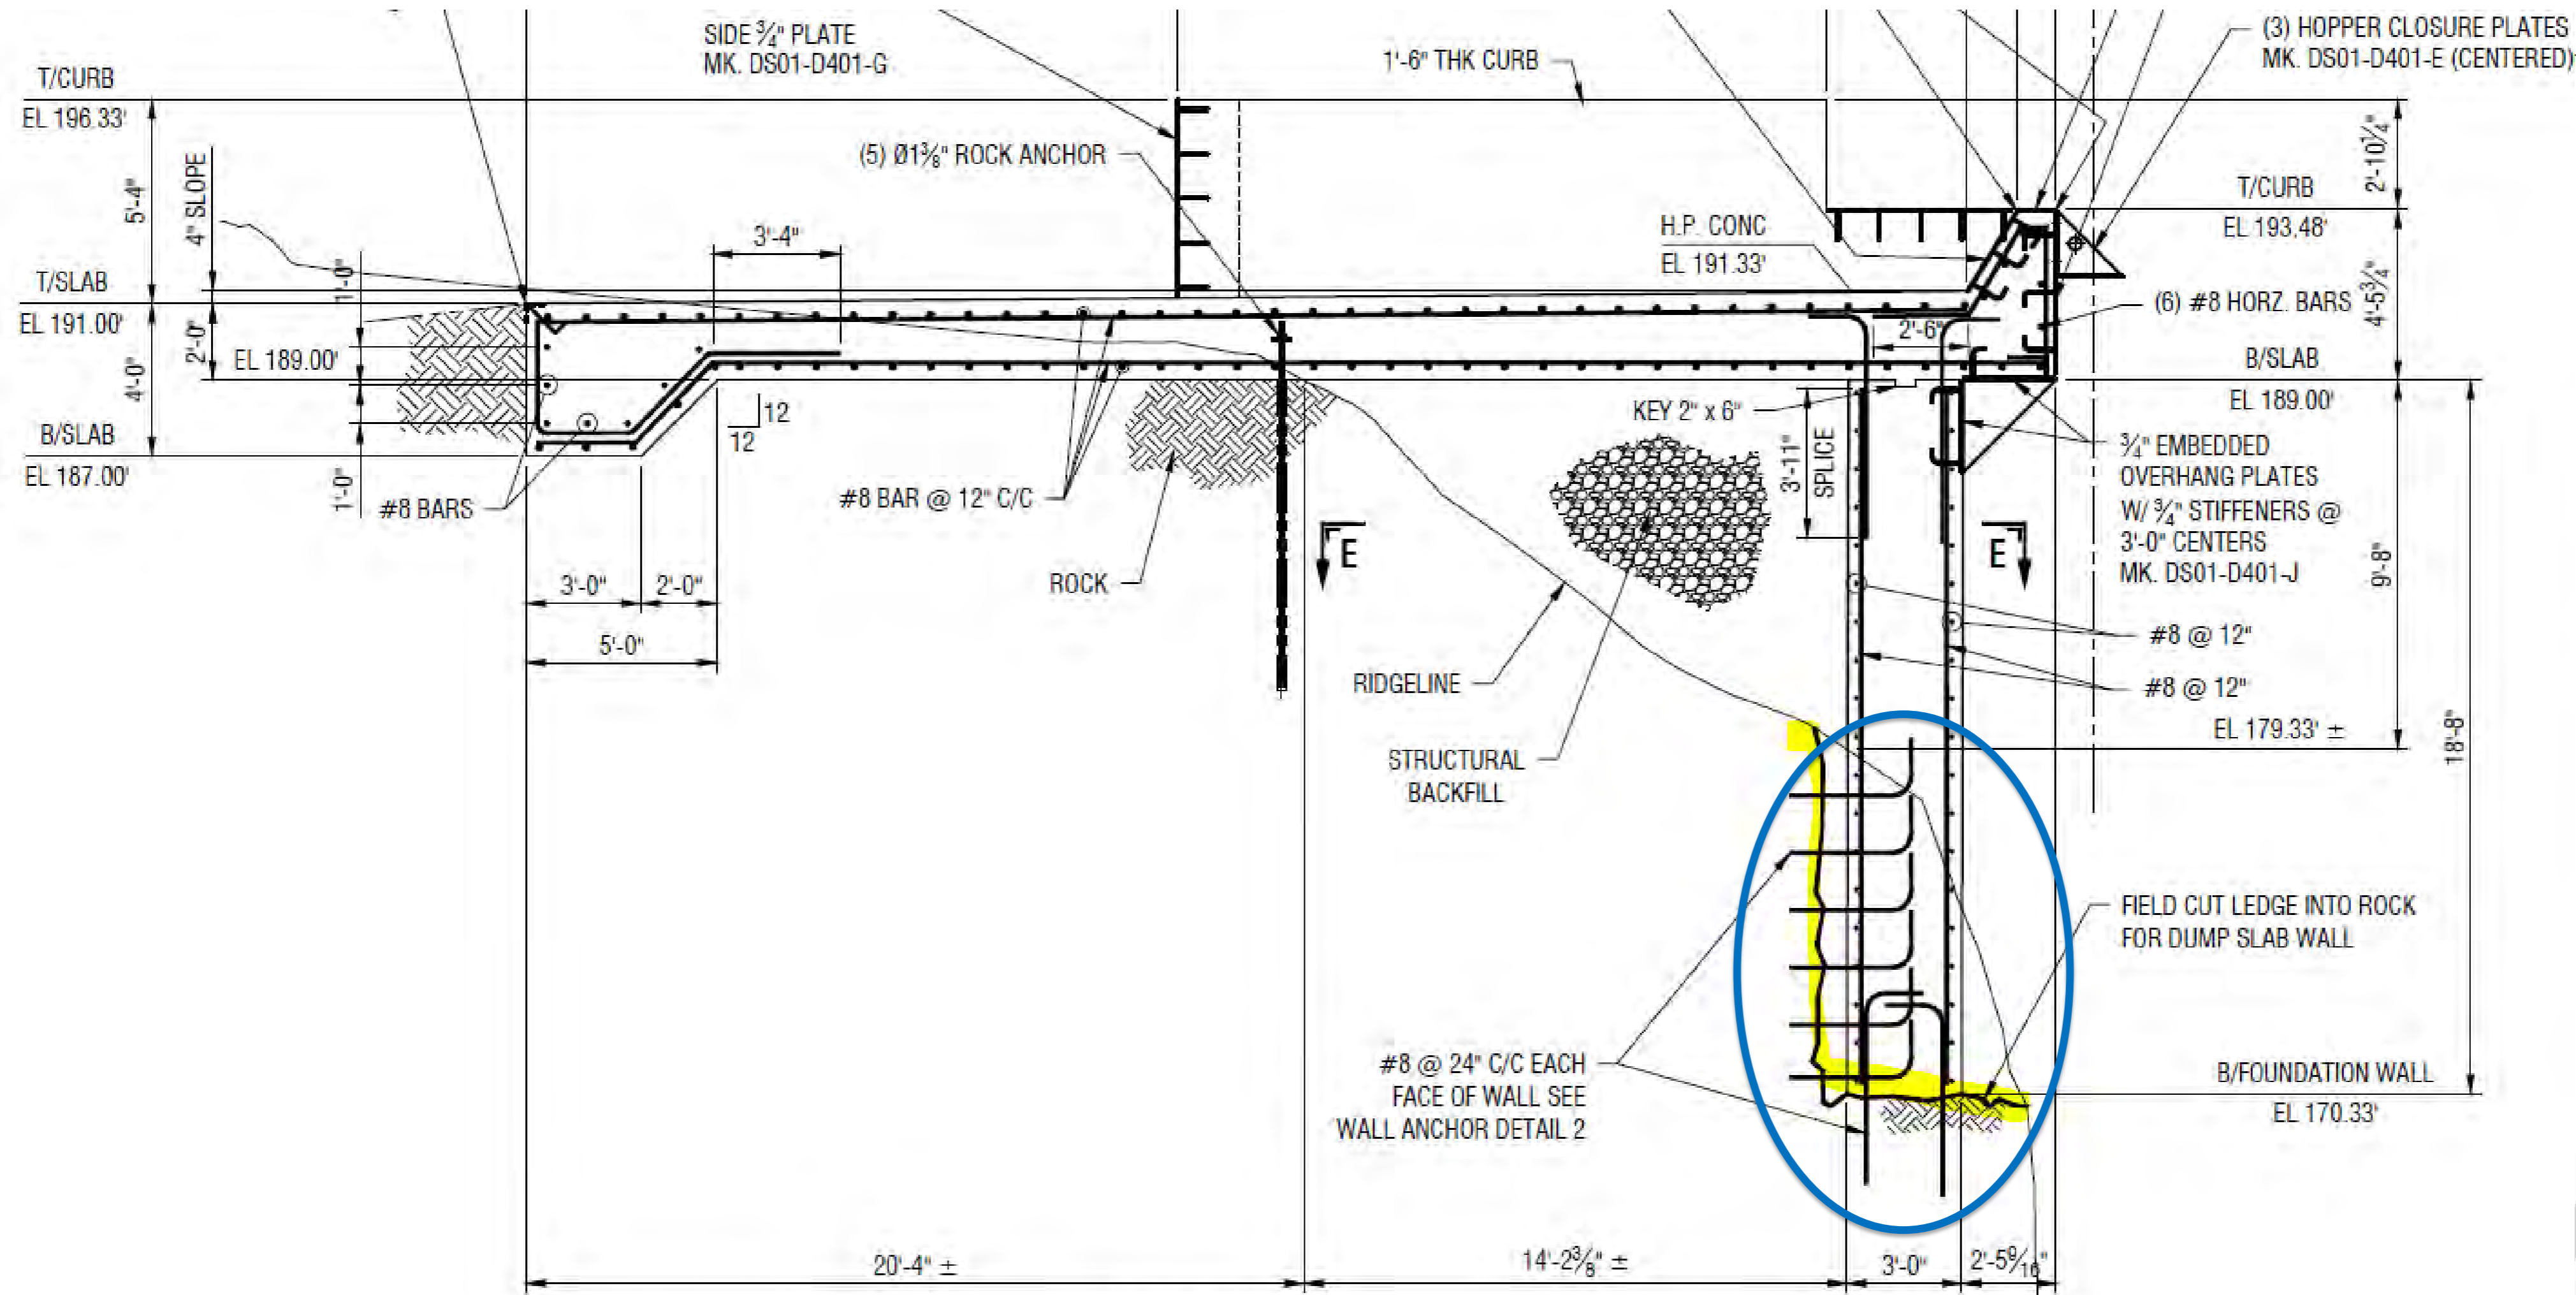 SIDE ¾" PLATE
MK. DS01-D401-G
(3) HOPPER CLOSURE PLATES
MK. DS01-D401-E (CENTERED)
1'-6" THK CURB
T/CURB
EL 196.33'
5'-4"
4" SLOPE
(5) Ø1⅜" ROCK ANCHOR
2'-10¼"
T/CURB
EL 193.48'
H.P. CONC
EL 191.33'
3'-4"
1'-0"
T/SLAB
EL 191.00'
2'-0"
EL 189.00'
4'-0"
(6) #8 HORZ. BARS
4'-5¾"
2'-6"
B/SLAB
EL 189.00'
KEY 2" x 6"
12
12
B/SLAB
EL 187.00'
1'-0"
#8 BARS
#8 BAR @ 12" C/C
3'-11"
SPLICE
¾" EMBEDDED
OVERHANG PLATES
W/ ¾" STIFFENERS @
3'-0" CENTERS
MK. DS01-D401-J
E
E
9'-8"
3'-0"
2'-0"
ROCK
5'-0"
#8 @ 12"
RIDGELINE
#8 @ 12"
EL 179.33' ±
18'-8"
STRUCTURAL
BACKFILL
FIELD CUT LEDGE INTO ROCK
FOR DUMP SLAB WALL
#8 @ 24" C/C EACH
FACE OF WALL SEE
WALL ANCHOR DETAIL 2
B/FOUNDATION WALL
EL 170.33'
20'-4" ±
14'-2⅜" ±
3'-0"
2'-5 9/16"